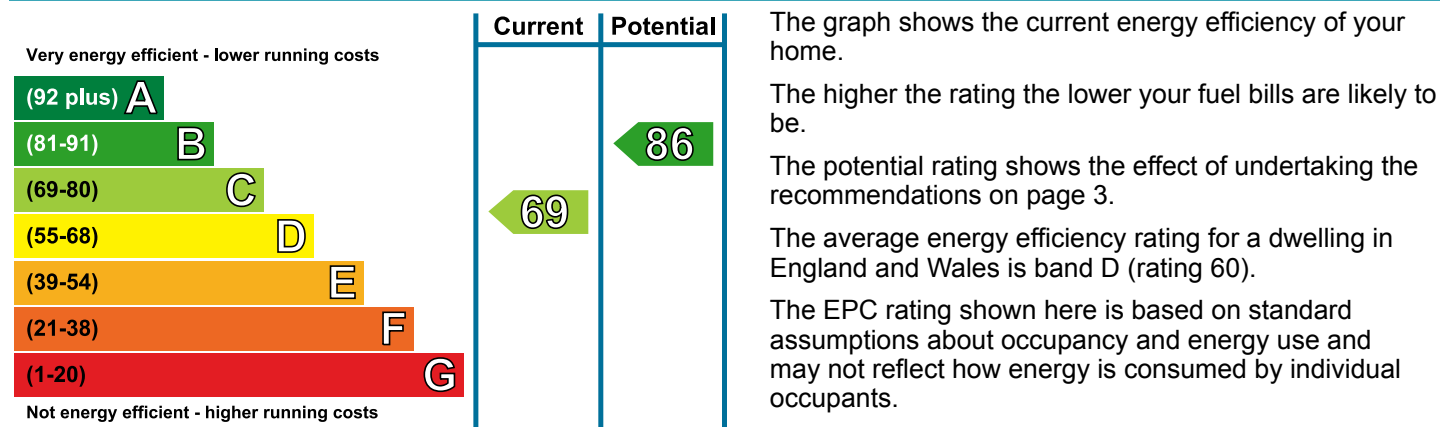 Current Potential
Very energy efficient - lower running costs
(92 plus) A
(81-91) B
(69-80) C
(55-68) D
(39-54) E
(21-38) F
(1-20) G
Not energy efficient - higher running costs
69
86
The graph shows the current energy efficiency of your
home.
The higher the rating the lower your fuel bills are likely to
be.
The potential rating shows the effect of undertaking the
recommendations on page 3.
The average energy efficiency rating for a dwelling in
England and Wales is band D (rating 60).
The EPC rating shown here is based on standard
assumptions about occupancy and energy use and
may not reflect how energy is consumed by individual
occupants.